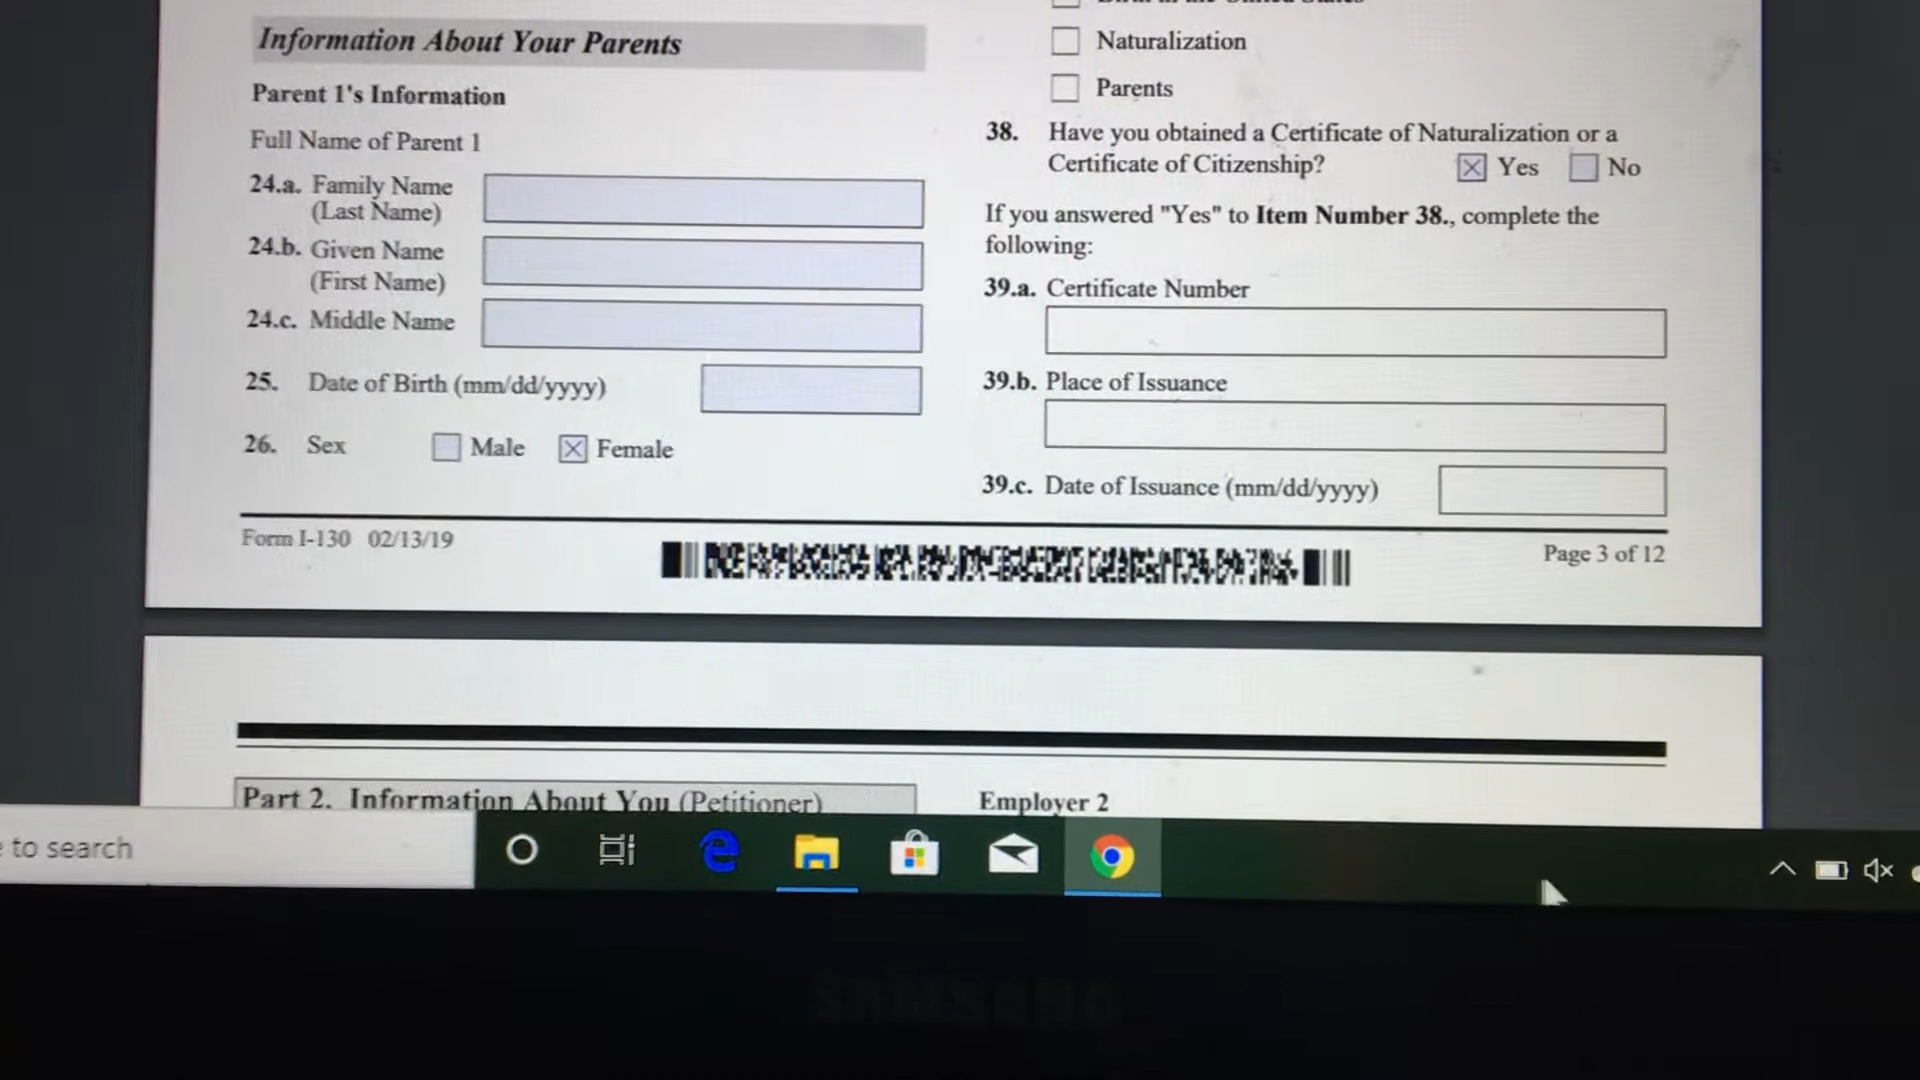 Information About Your Parents
Parent 1's Information
Full Name of Parent 1
24.a. Family Name
(Last Name)
24.b. Given Name
(First Name)
24.c. Middle Name
25. Date of Birth (mm/dd/yyyy)
26. Sex Male Female
Naturalization
Parents
38. Have you obtained a Certificate of Naturalization or a
Certificate of Citizenship? Yes No
If you answered "Yes" to Item Number 38., complete the
following:
39.a. Certificate Number
39.b. Place of Issuance
39.c. Date of Issuance (mm/dd/yyyy)
Form I-130 02/13/19
Page 3 of 12
Part 2. Information About You (Petitioner)
Employer 2
to search
SAMSUNG